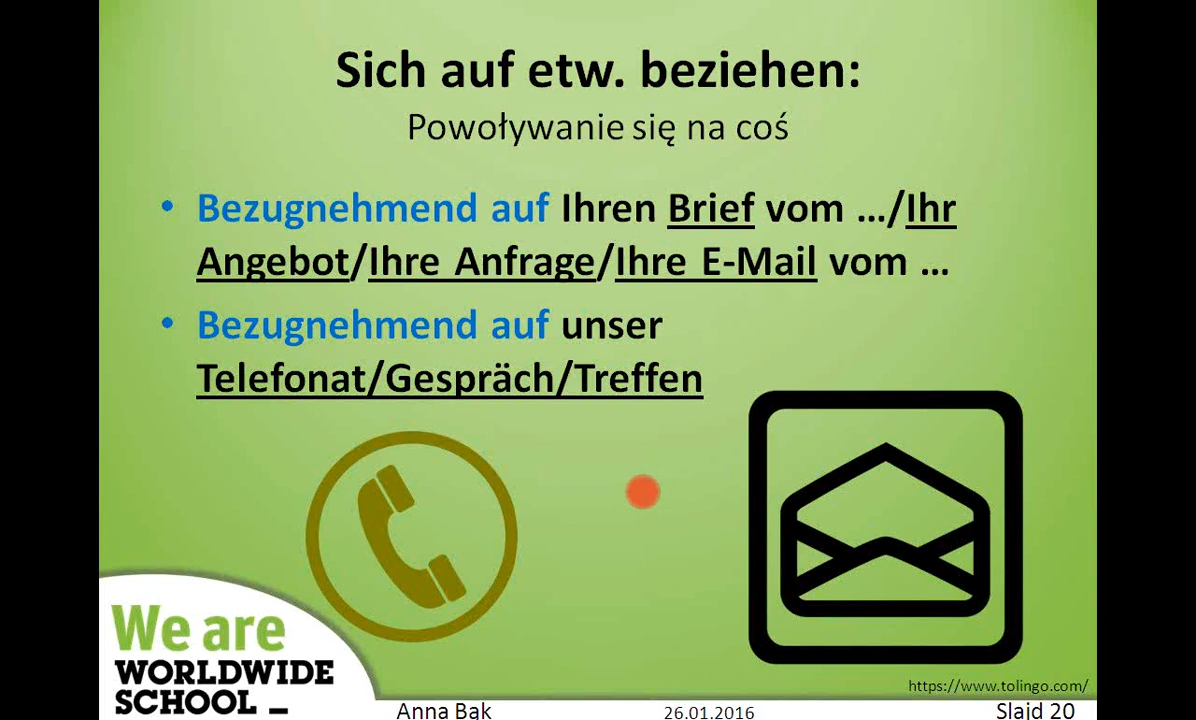 Sich auf etw. beziehen:
Powoływanie się na coś
• Bezugnehmend auf Ihren Brief vom .../Ihr
Angebot/Ihre Anfrage/Ihre E-Mail vom ...
• Bezugnehmend auf unser
Telefonat/Gespräch/Treffen
We are
WORLDWIDE
SCHOOL _
https://www.tolingo.com/
Anna Bąk 26.01.2016 Slajd 20